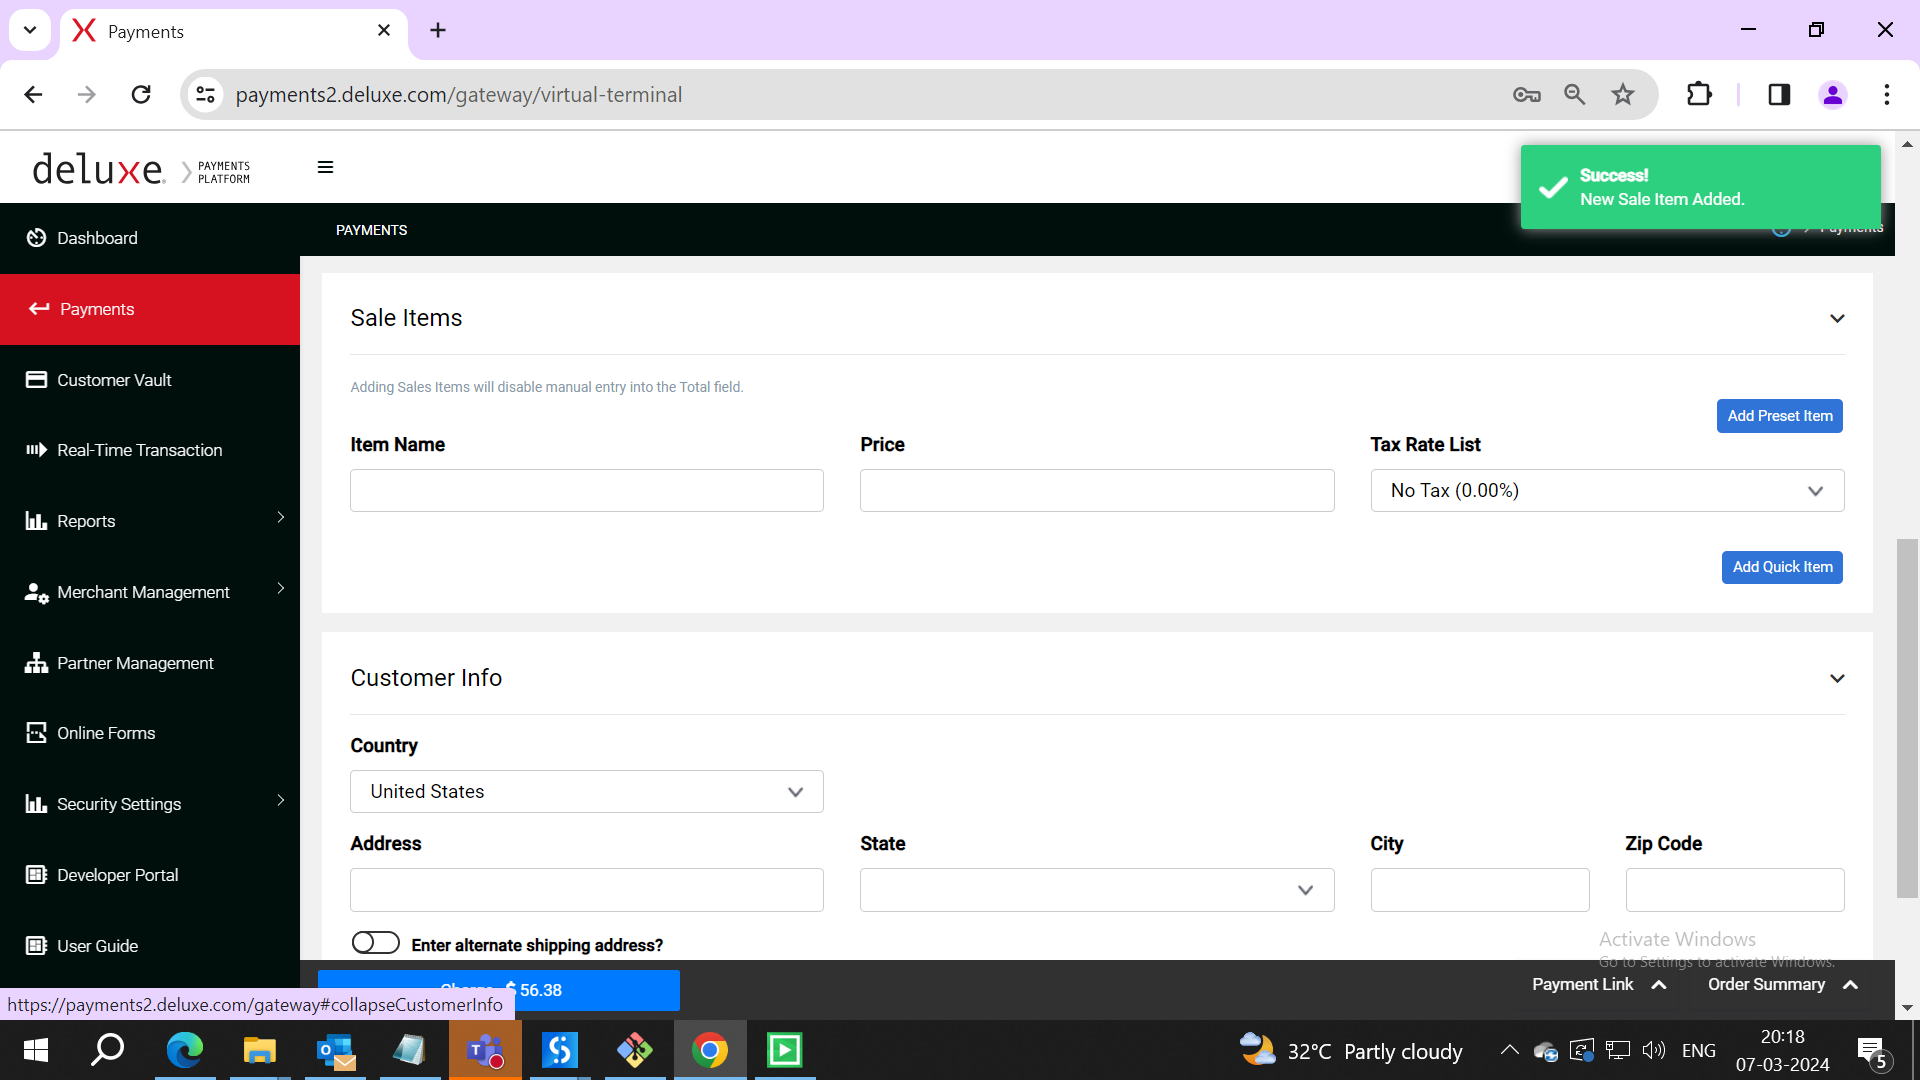 Payments
payments2.deluxe.com/gateway/virtual-terminal
deluxe. PAYMENTS PLATFORM
Success!
New Sale Item Added.
Dashboard
PAYMENTS
Payments
Payments
Sale Items
Customer Vault
Adding Sales Items will disable manual entry into the Total field.
Add Preset Item
Item Name Price Tax Rate List
Real-Time Transaction
No Tax (0.00%)
Reports
Add Quick Item
Merchant Management
Partner Management
Customer Info
Online Forms
Country
United States
Security Settings
Address State City Zip Code
Developer Portal
User Guide
Enter alternate shipping address?
Activate Windows
Go to Settings to activate Windows.
Charge $ 56.38
Payment Link Order Summary
https://payments2.deluxe.com/gateway#collapseCustomerInfo
32°C Partly cloudy
ENG
20:18
07-03-2024
5